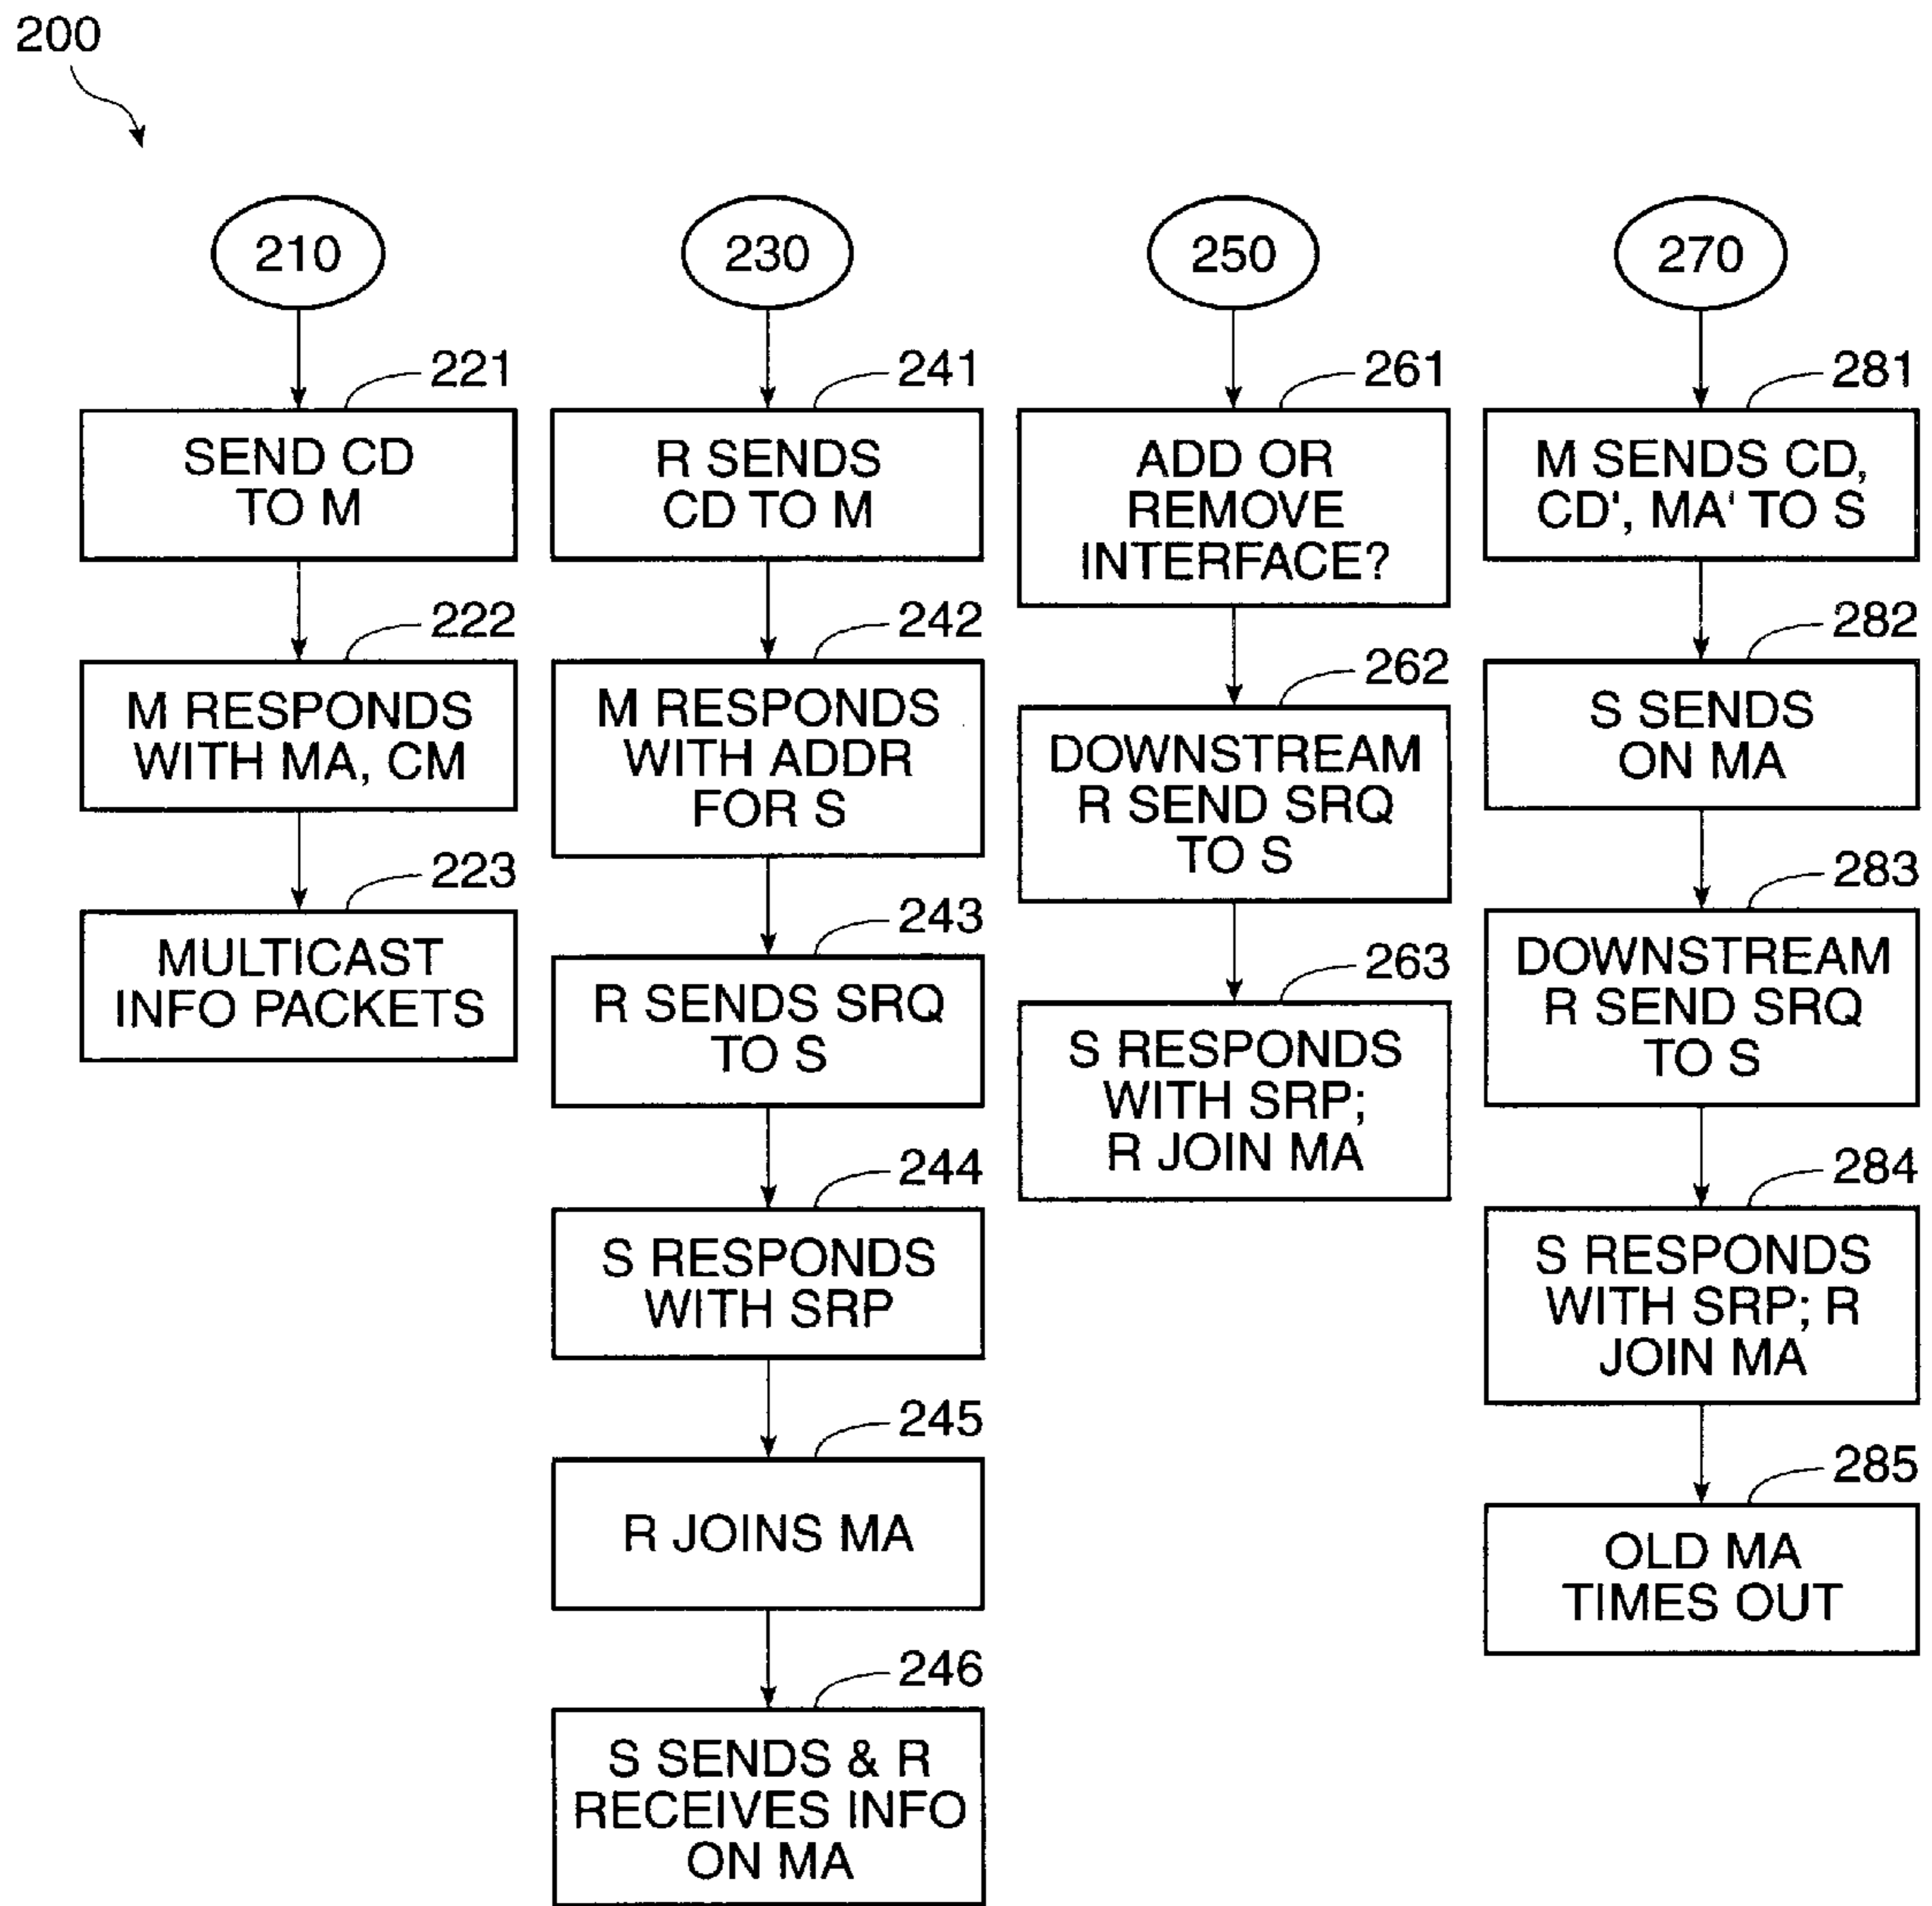 200
210
221
SEND CD
TO M
222
M RESPONDS
WITH MA, CM
223
MULTICAST
INFO PACKETS
230
241
R SENDS
CD TO M
242
M RESPONDS
WITH ADDR
FOR S
243
R SENDS SRQ
TO S
244
S RESPONDS
WITH SRP
245
R JOINS MA
246
S SENDS & R
RECEIVES INFO
ON MA
250
261
ADD OR
REMOVE
INTERFACE?
262
DOWNSTREAM
R SEND SRQ
TO S
263
S RESPONDS
WITH SRP;
R JOIN MA
270
281
M SENDS CD,
CD', MA' TO S
282
S SENDS
ON MA
283
DOWNSTREAM
R SEND SRQ
TO S
284
S RESPONDS
WITH SRP; R
JOIN MA
285
OLD MA
TIMES OUT